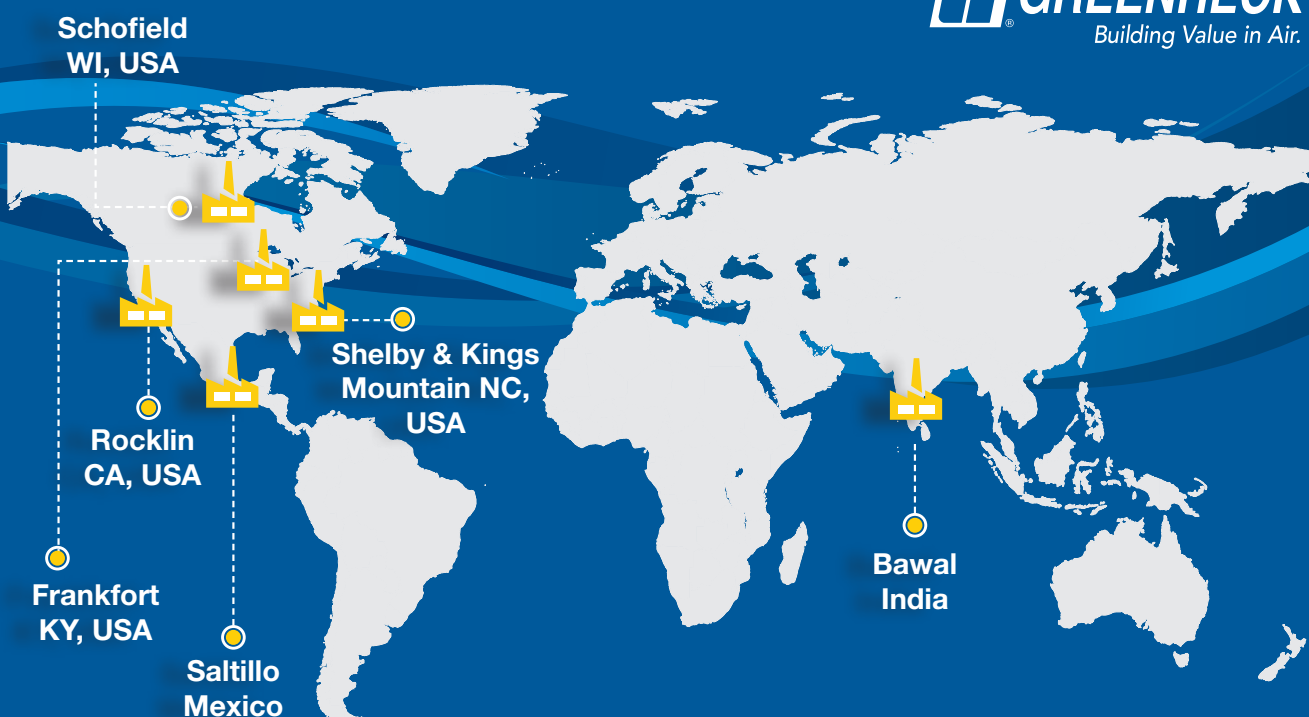 GREENHECK
®
Building Value in Air.
Schofield
WI, USA
Shelby & Kings
Mountain NC,
USA
Rocklin
CA, USA
Frankfort
KY, USA
Saltillo
Mexico
Bawal
India